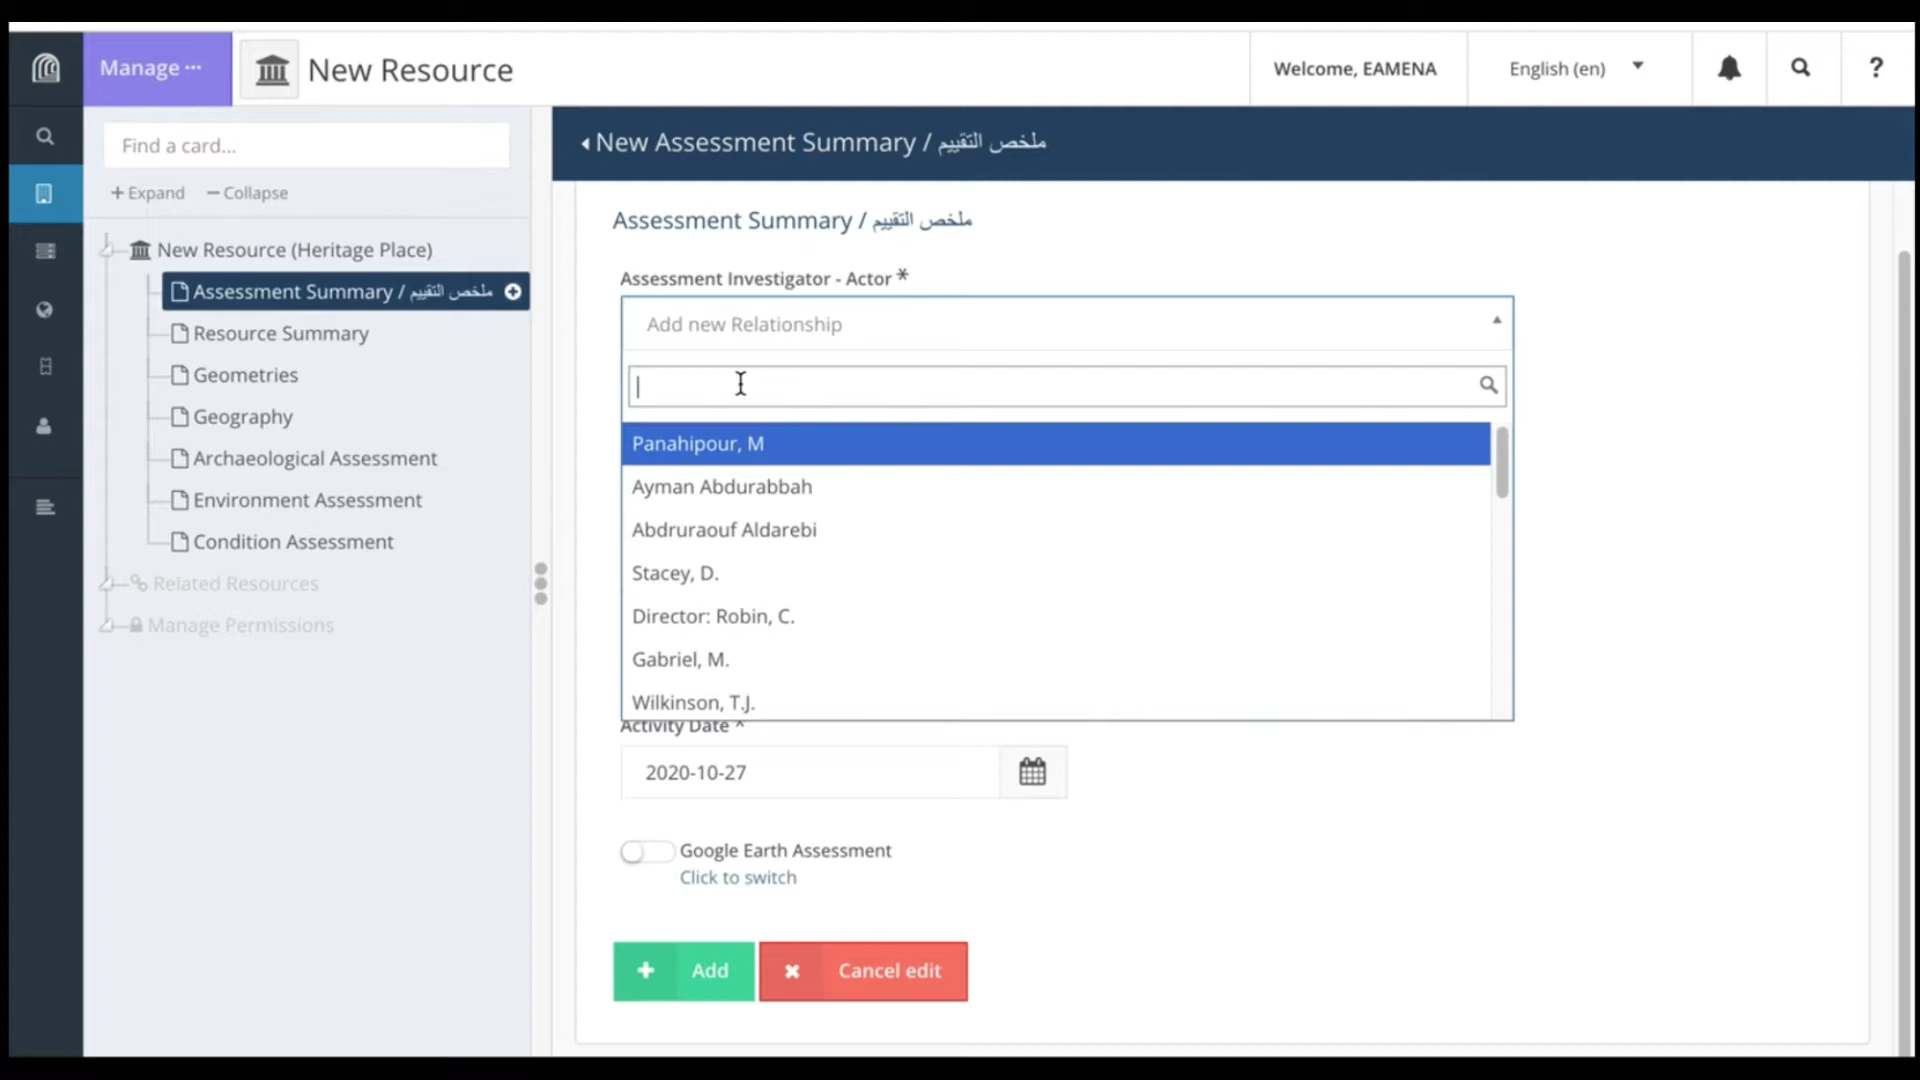 Manage ···
New Resource
Welcome, EAMENA
English (en)
?
Find a card...
+ Expand − Collapse
New Resource (Heritage Place)
Assessment Summary / ملخص التقييم
Resource Summary
Geometries
Geography
Archaeological Assessment
Environment Assessment
Condition Assessment
Related Resources
Manage Permissions
New Assessment Summary / ملخص التقييم
Assessment Summary / ملخص التقييم
Assessment Investigator - Actor *
Add new Relationship
Panahipour, M
Ayman Abdurabbah
Abdruraouf Aldarebi
Stacey, D.
Director: Robin, C.
Gabriel, M.
Wilkinson, T.J.
Activity Date *
2020-10-27
Google Earth Assessment
Click to switch
+ Add
× Cancel edit